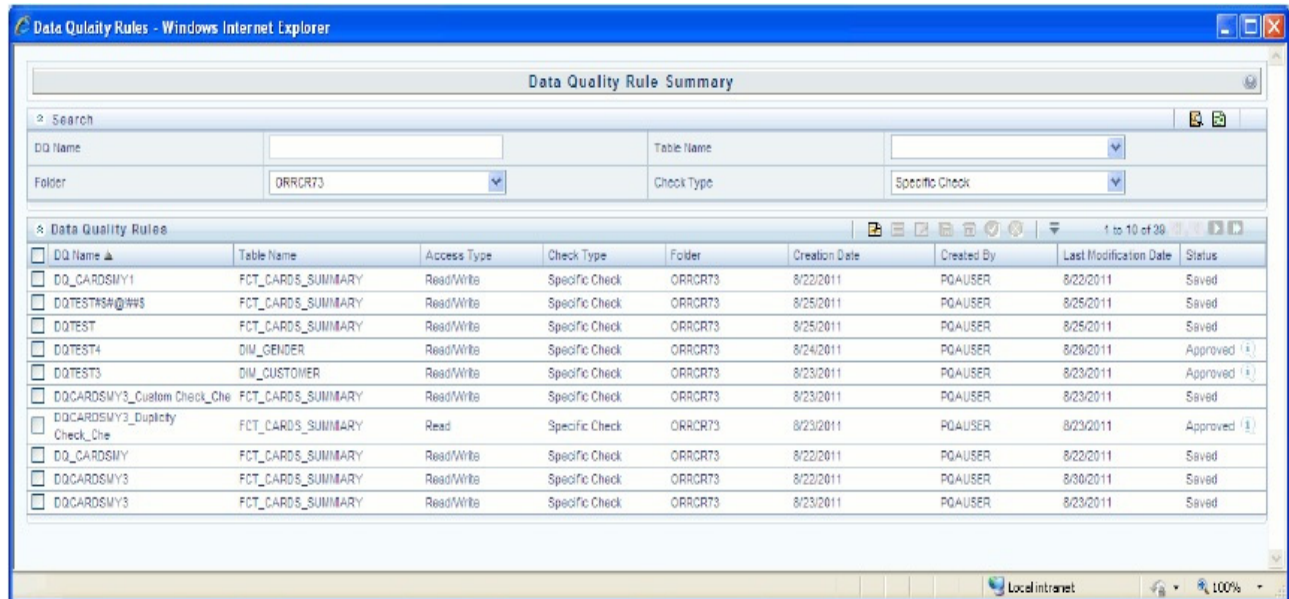 Data Qulaity Rules - Windows Internet Explorer
Data Quality Rule Summary
Search
DQ Name Table Name
Folder ORRCR73 Check Type Specific Check
Data Quality Rules 1 to 10 of 39
DQ Name Table Name Access Type Check Type Folder Creation Date Created By Last Modification Date Status
DQ_CARDSMY1 FCT_CARDS_SUMMARY Read/Write Specific Check ORRCR73 8/22/2011 PQAUSER 8/22/2011 Saved
DQTEST#$#@!##$ FCT_CARDS_SUMMARY Read/Write Specific Check ORRCR73 8/25/2011 PQAUSER 8/25/2011 Saved
DQTEST FCT_CARDS_SUMMARY Read/Write Specific Check ORRCR73 8/25/2011 PQAUSER 8/25/2011 Saved
DQTEST4 DIM_GENDER Read/Write Specific Check ORRCR73 8/24/2011 PQAUSER 8/29/2011 Approved
DQTEST3 DIM_CUSTOMER Read/Write Specific Check ORRCR73 8/23/2011 PQAUSER 8/23/2011 Approved
DQCARDSMY3_Custom Check_Che FCT_CARDS_SUMMARY Read/Write Specific Check ORRCR73 8/23/2011 PQAUSER 8/23/2011 Saved
DQCARDSMY3_Duplicty Check_Che FCT_CARDS_SUMMARY Read Specific Check ORRCR73 8/23/2011 PQAUSER 8/23/2011 Approved
DQ_CARDSMY FCT_CARDS_SUMMARY Read/Write Specific Check ORRCR73 8/22/2011 PQAUSER 8/22/2011 Saved
DQCARDSMY3 FCT_CARDS_SUMMARY Read/Write Specific Check ORRCR73 8/22/2011 PQAUSER 8/30/2011 Saved
DQCARDSMY3 FCT_CARDS_SUMMARY Read/Write Specific Check ORRCR73 8/23/2011 PQAUSER 8/23/2011 Saved
Local intranet 100%